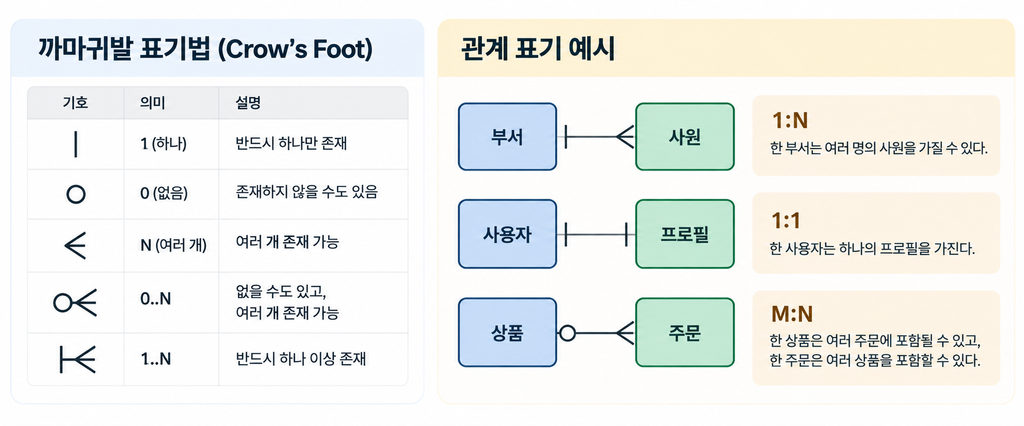 까마귀발 표기법 (Crow's Foot)
기호 의미 설명
1 (하나) 반드시 하나만 존재
0 (없음) 존재하지 않을 수도 있음
N (여러 개) 여러 개 존재 가능
0..N 없을 수도 있고,
여러 개 존재 가능
1..N 반드시 하나 이상 존재
관계 표기 예시
부서 사원
1:N
한 부서는 여러 명의 사원을 가질 수 있다.
사용자 프로필
1:1
한 사용자는 하나의 프로필을 가진다.
상품 주문
M:N
한 상품은 여러 주문에 포함될 수 있고,
한 주문은 여러 상품을 포함할 수 있다.